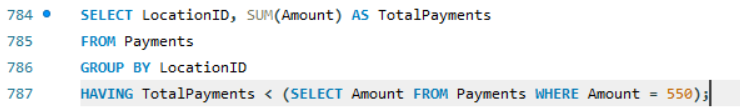 784 SELECT LocationID, SUM(Amount) AS TotalPayments
785 FROM Payments
786 GROUP BY LocationID
787 HAVING TotalPayments < (SELECT Amount FROM Payments WHERE Amount = 550);